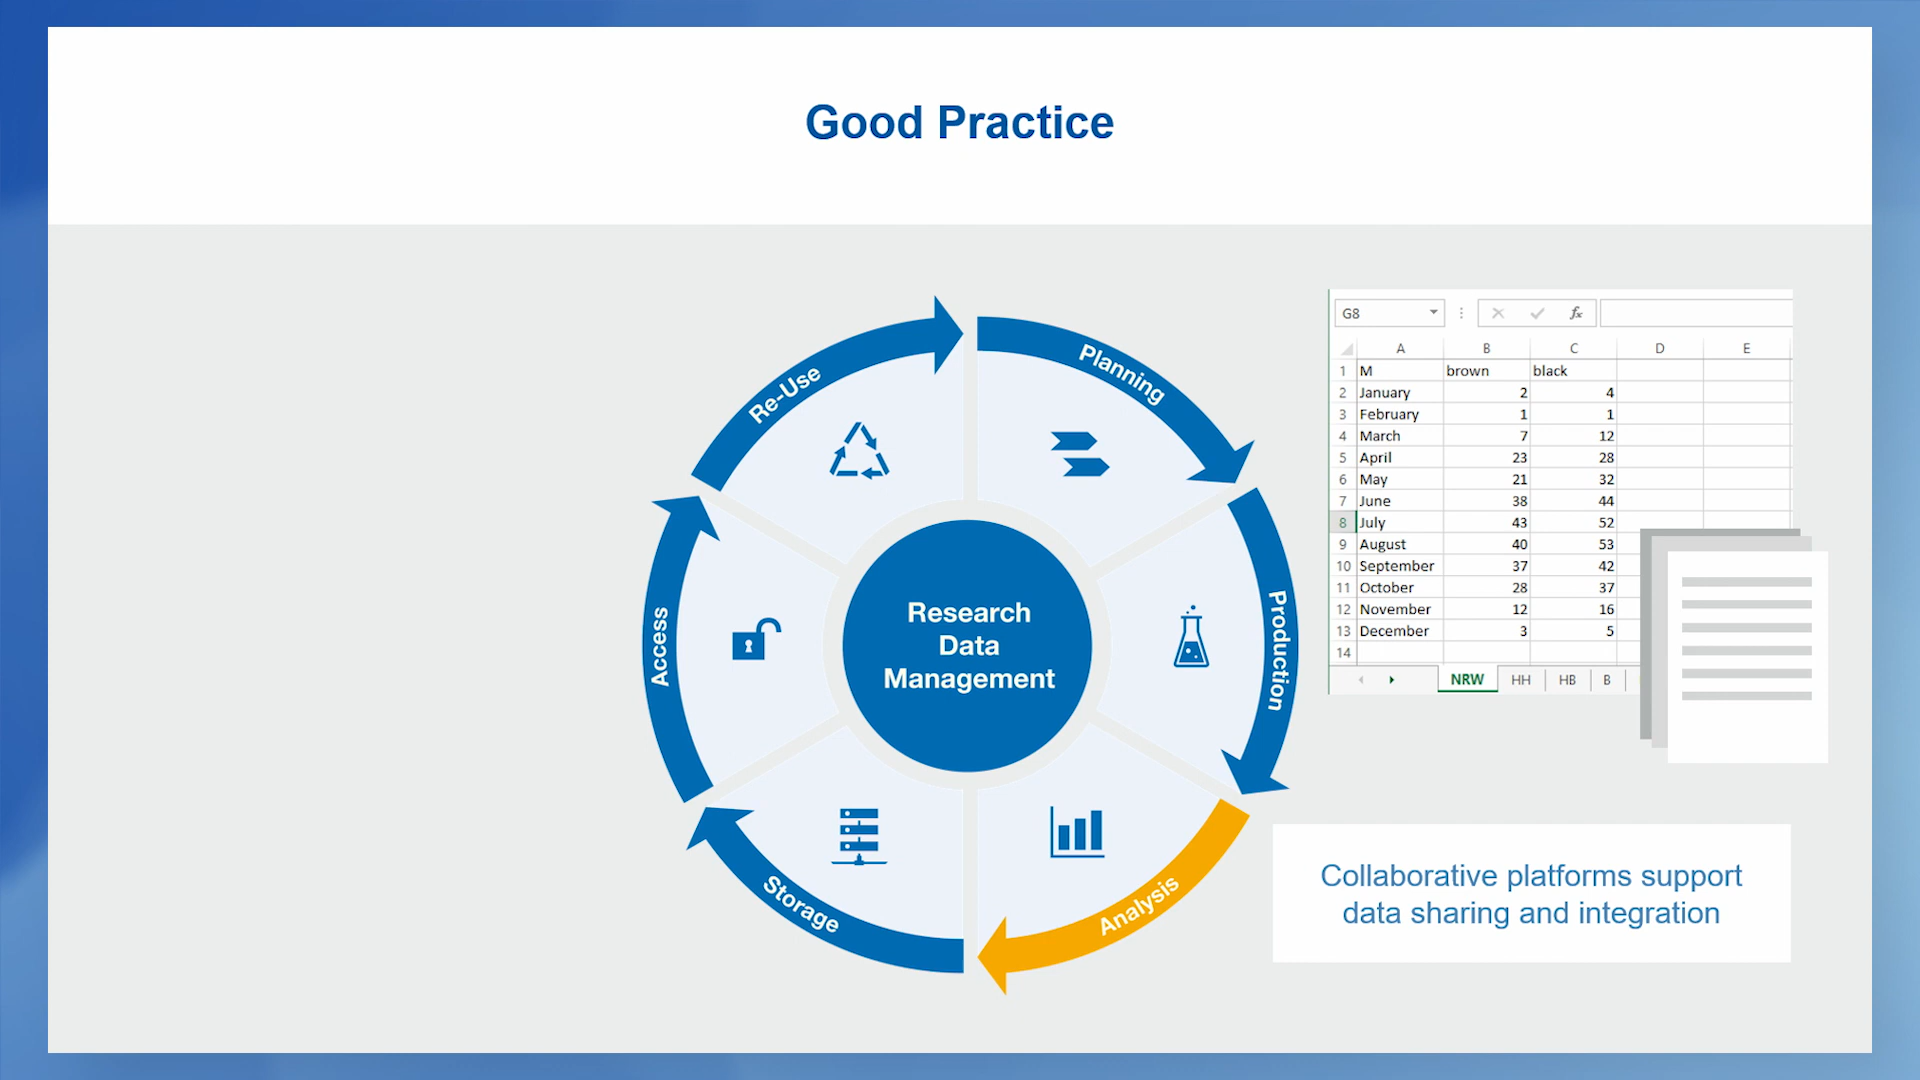 Good Practice
Re-Use
Planning
Access
Research
Data
Management
Production
Storage
Analysis
G8
fx
A B C D E
1 M brown black
2 January 2 4
3 February 1 1
4 March 7 12
5 April 23 28
6 May 21 32
7 June 38 44
8 July 43 52
9 August 40 53
10 September 37 42
11 October 28 37
12 November 12 16
13 December 3 5
14
NRW HH HB B
Collaborative platforms support
data sharing and integration